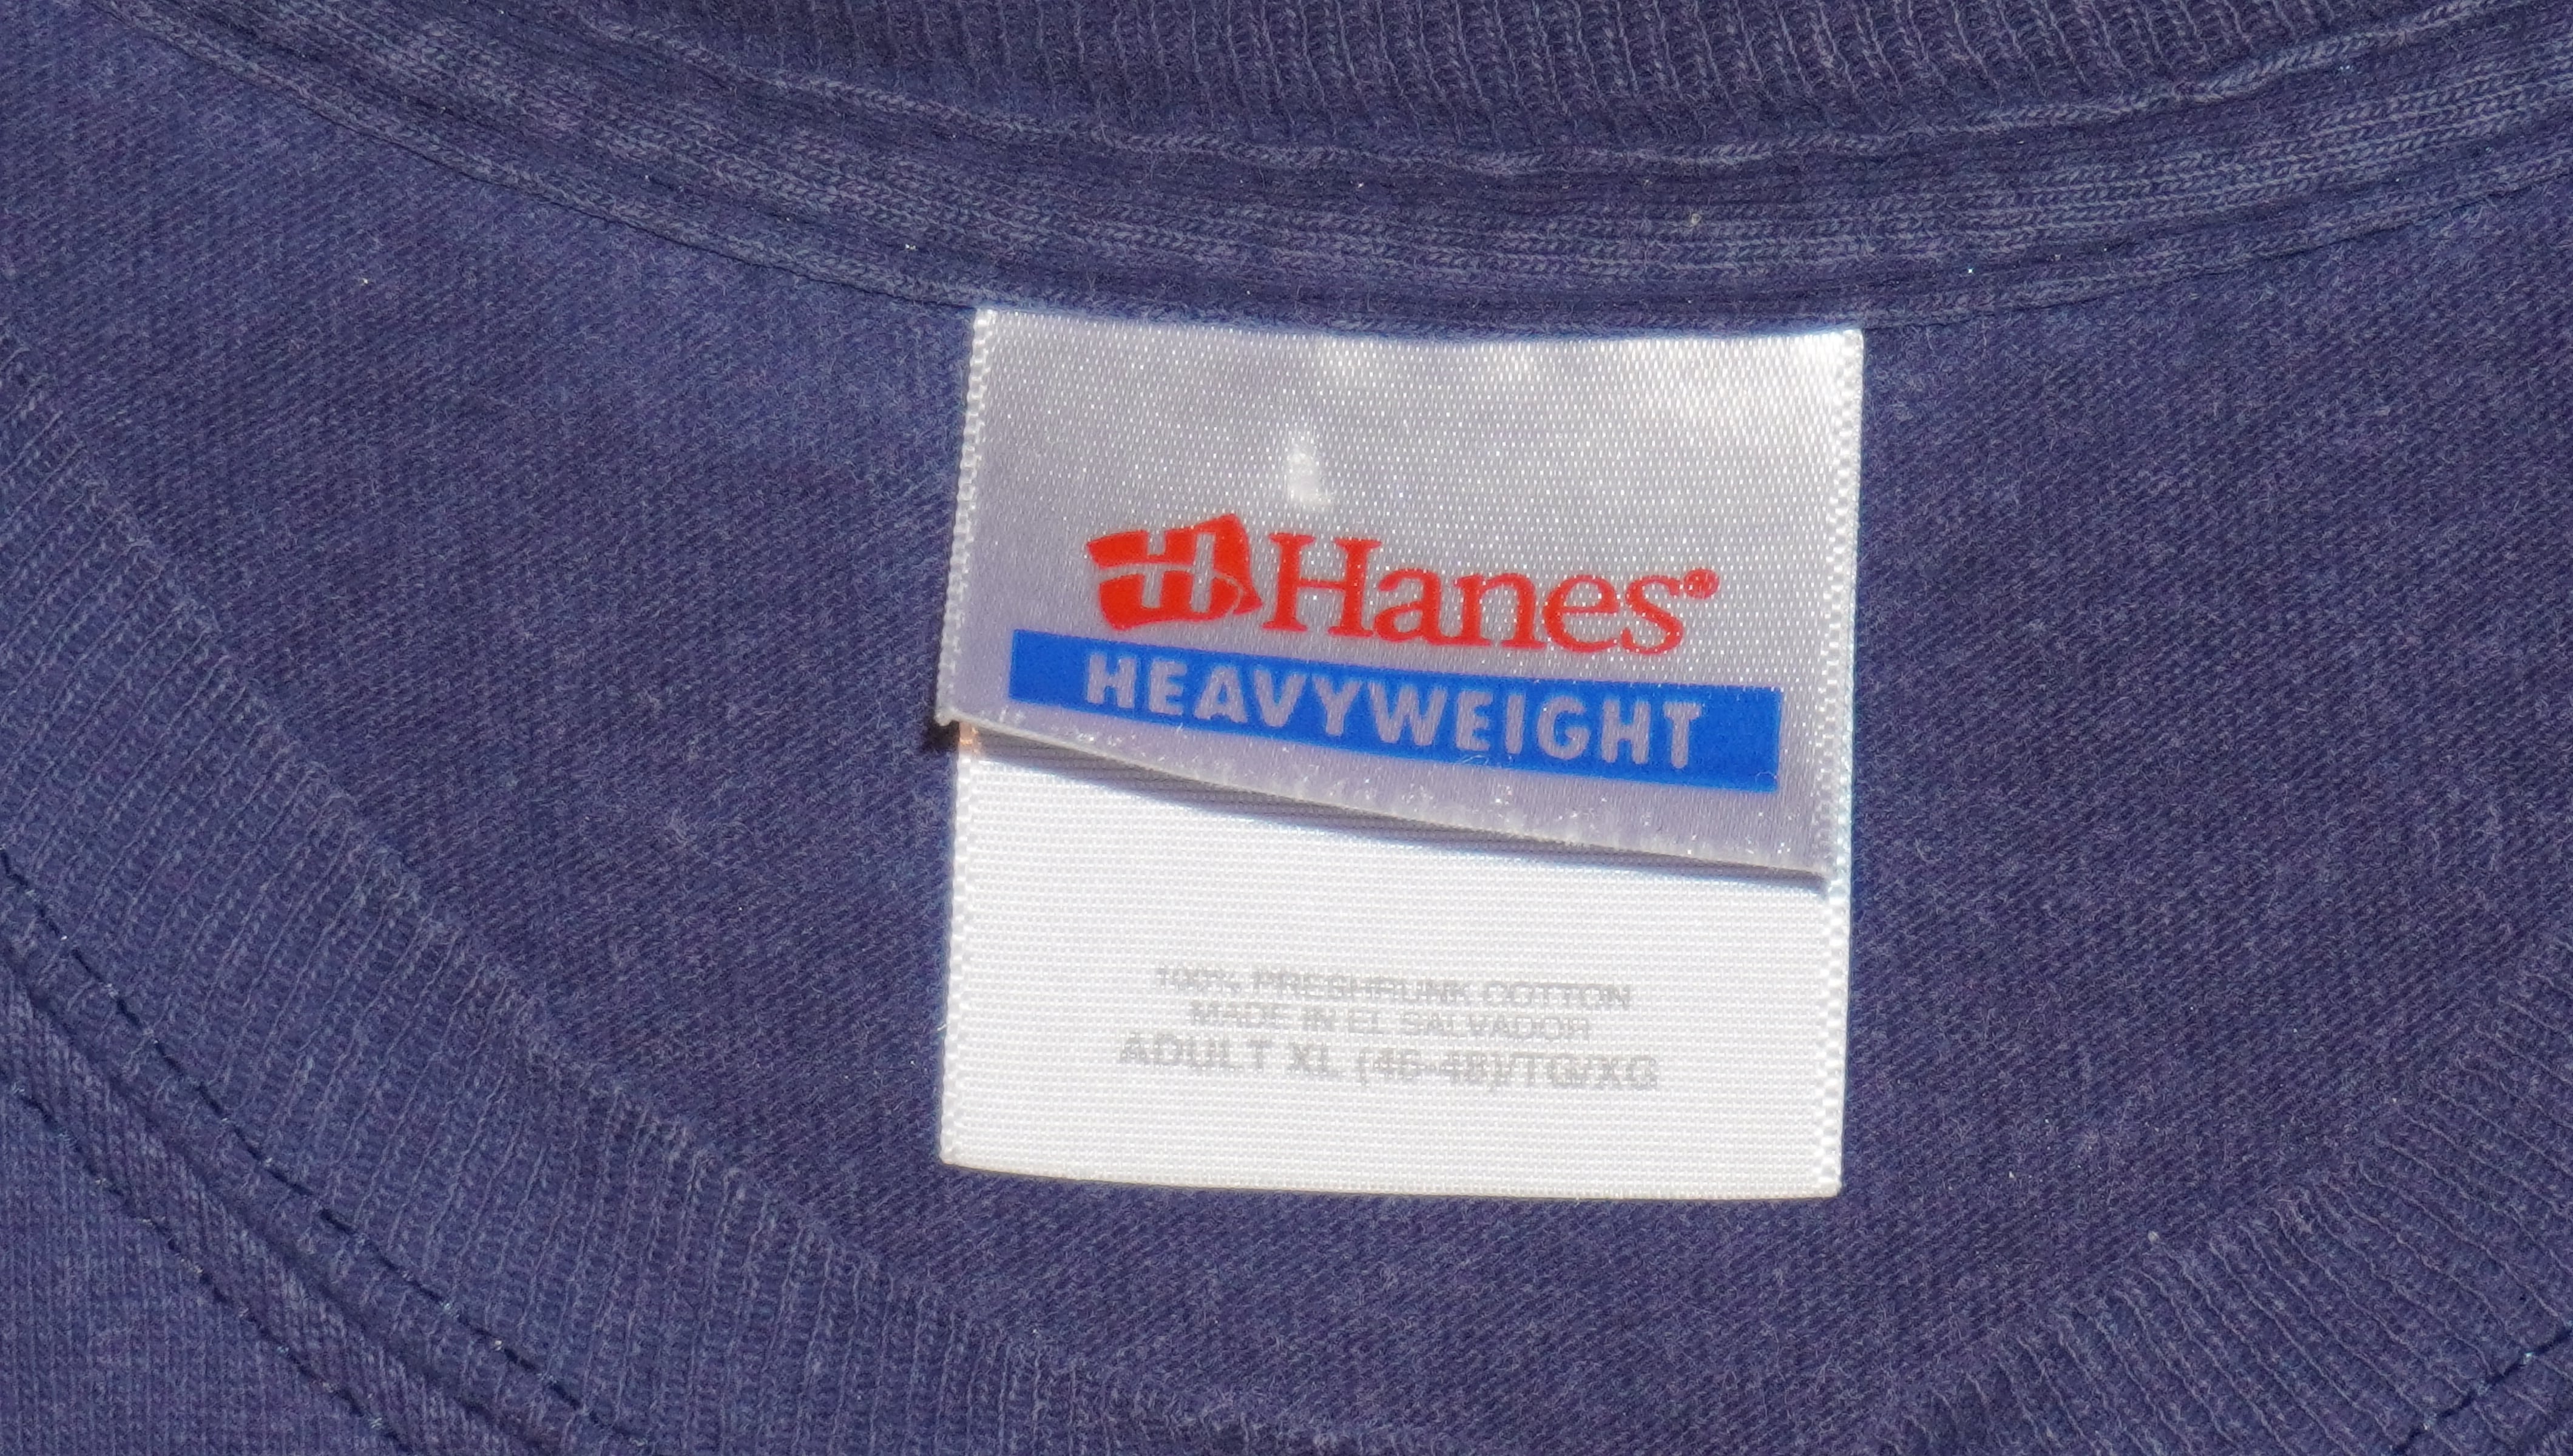 Hanes®
HEAVYWEIGHT
100% PRESHRUNK COTTON
MADE IN EL SALVADOR
ADULT XL (46-48)/TG/XG